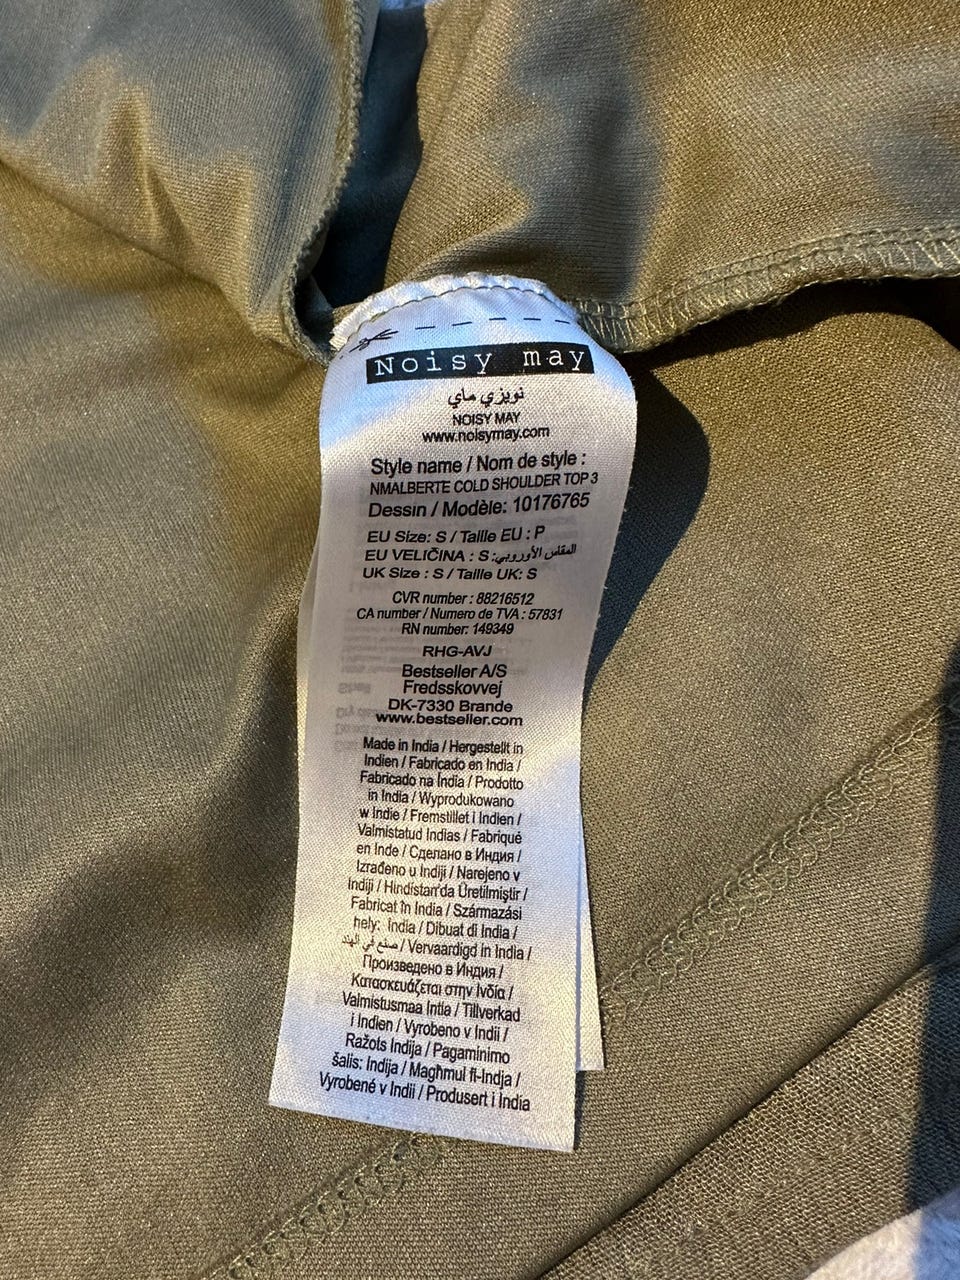 Noisy may
نويزي ماي
NOISY MAY
www.noisymay.com
Style name / Nom de style :
NMALBERTE COLD SHOULDER TOP 3
Dessin / Modèle: 10176765
EU Size: S / Taille EU : P
EU VELIČINA : S :المقاس الأوروبي
UK Size : S / Taille UK: S
CVR number : 88216512
CA number / Numero de TVA : 57831
RN number: 149349
RHG-AVJ
Bestseller A/S
Fredsskovvej
DK-7330 Brande
www.bestseller.com
Made in India / Hergestellt in
Indien / Fabricado en India /
Fabricado na Índia / Prodotto
in India / Wyprodukowano
w Indie / Fremstillet i Indien /
Valmistatud Indias / Fabriqué
en Inde / Сделано в Индия /
Izrađeno u Indiji / Narejeno v
Indiji / Hindistan'da Üretilmiştir /
Fabricat în India / Származási
hely: India / Dibuat di India /
صنع في الهند / Vervaardigd in India /
Произведено в Индия /
Κατασκευάζεται στην Ινδία /
Valmistusmaa Intia / Tillverkad
i Indien / Vyrobeno v Indii /
Ražots Indija / Pagaminimo
šalis: Indija / Magħmul fl-Indja /
Vyrobené v Indii / Produsert i India